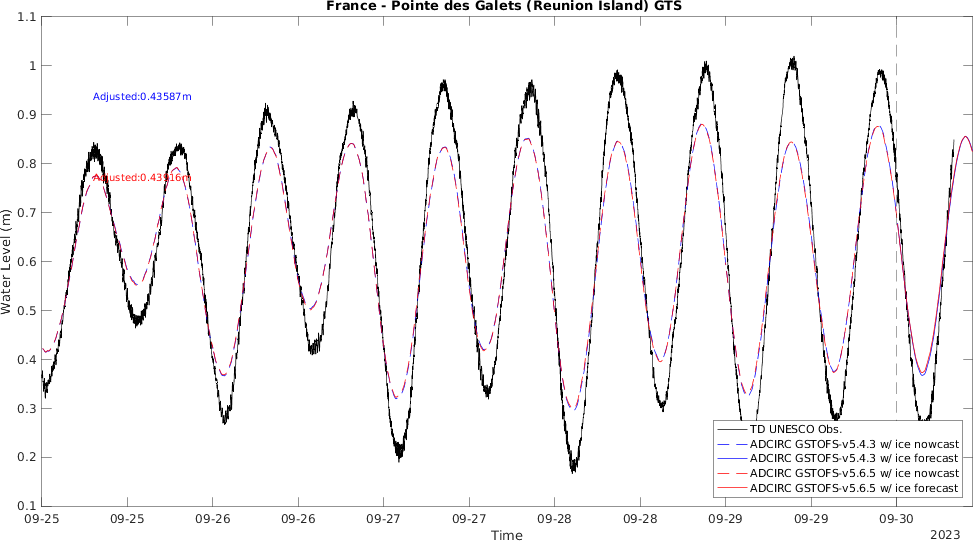 France - Pointe des Galets (Reunion Island) GTS
1.1
1
0.9
0.8
0.7
0.6
0.5
0.4
0.3
0.2
0.1
Water Level (m)
Adjusted:0.43587m
Adjusted:0.43916m
TD UNESCO Obs.
ADCIRC GSTOFS-v5.4.3 w/ ice nowcast
ADCIRC GSTOFS-v5.4.3 w/ ice forecast
ADCIRC GSTOFS-v5.6.5 w/ ice nowcast
ADCIRC GSTOFS-v5.6.5 w/ ice forecast
09-25 09-25 09-26 09-26 09-27 09-27 09-28 09-28 09-29 09-29 09-30
Time
2023